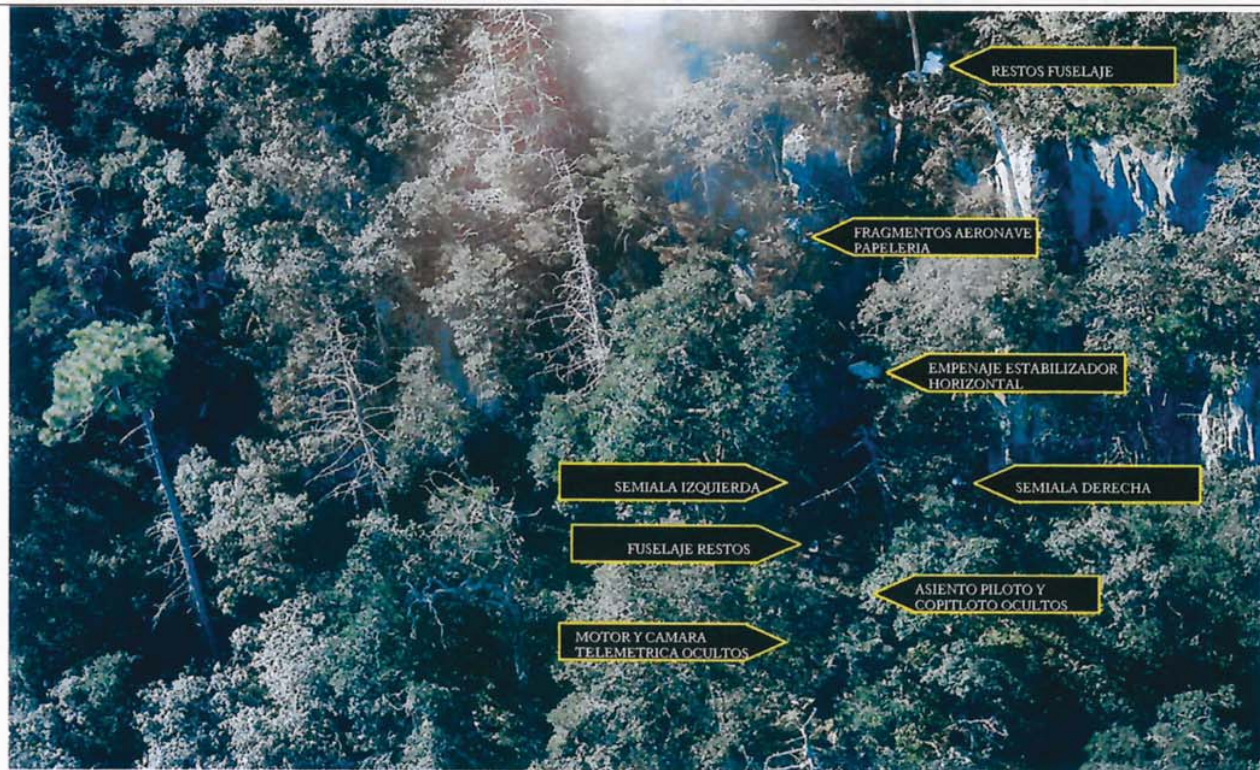 RESTOS FUSELAJE
FRAGMENTOS AERONAVE Y
PAPELERIA
EMPENAJE ESTABILIZADOR
HORIZONTAL
SEMIALA IZQUIERDA
SEMIALA DERECHA
FUSELAJE RESTOS
ASIENTO PILOTO Y
COPITLOTO OCULTOS
MOTOR Y CAMARA
TELEMETRICA OCULTOS